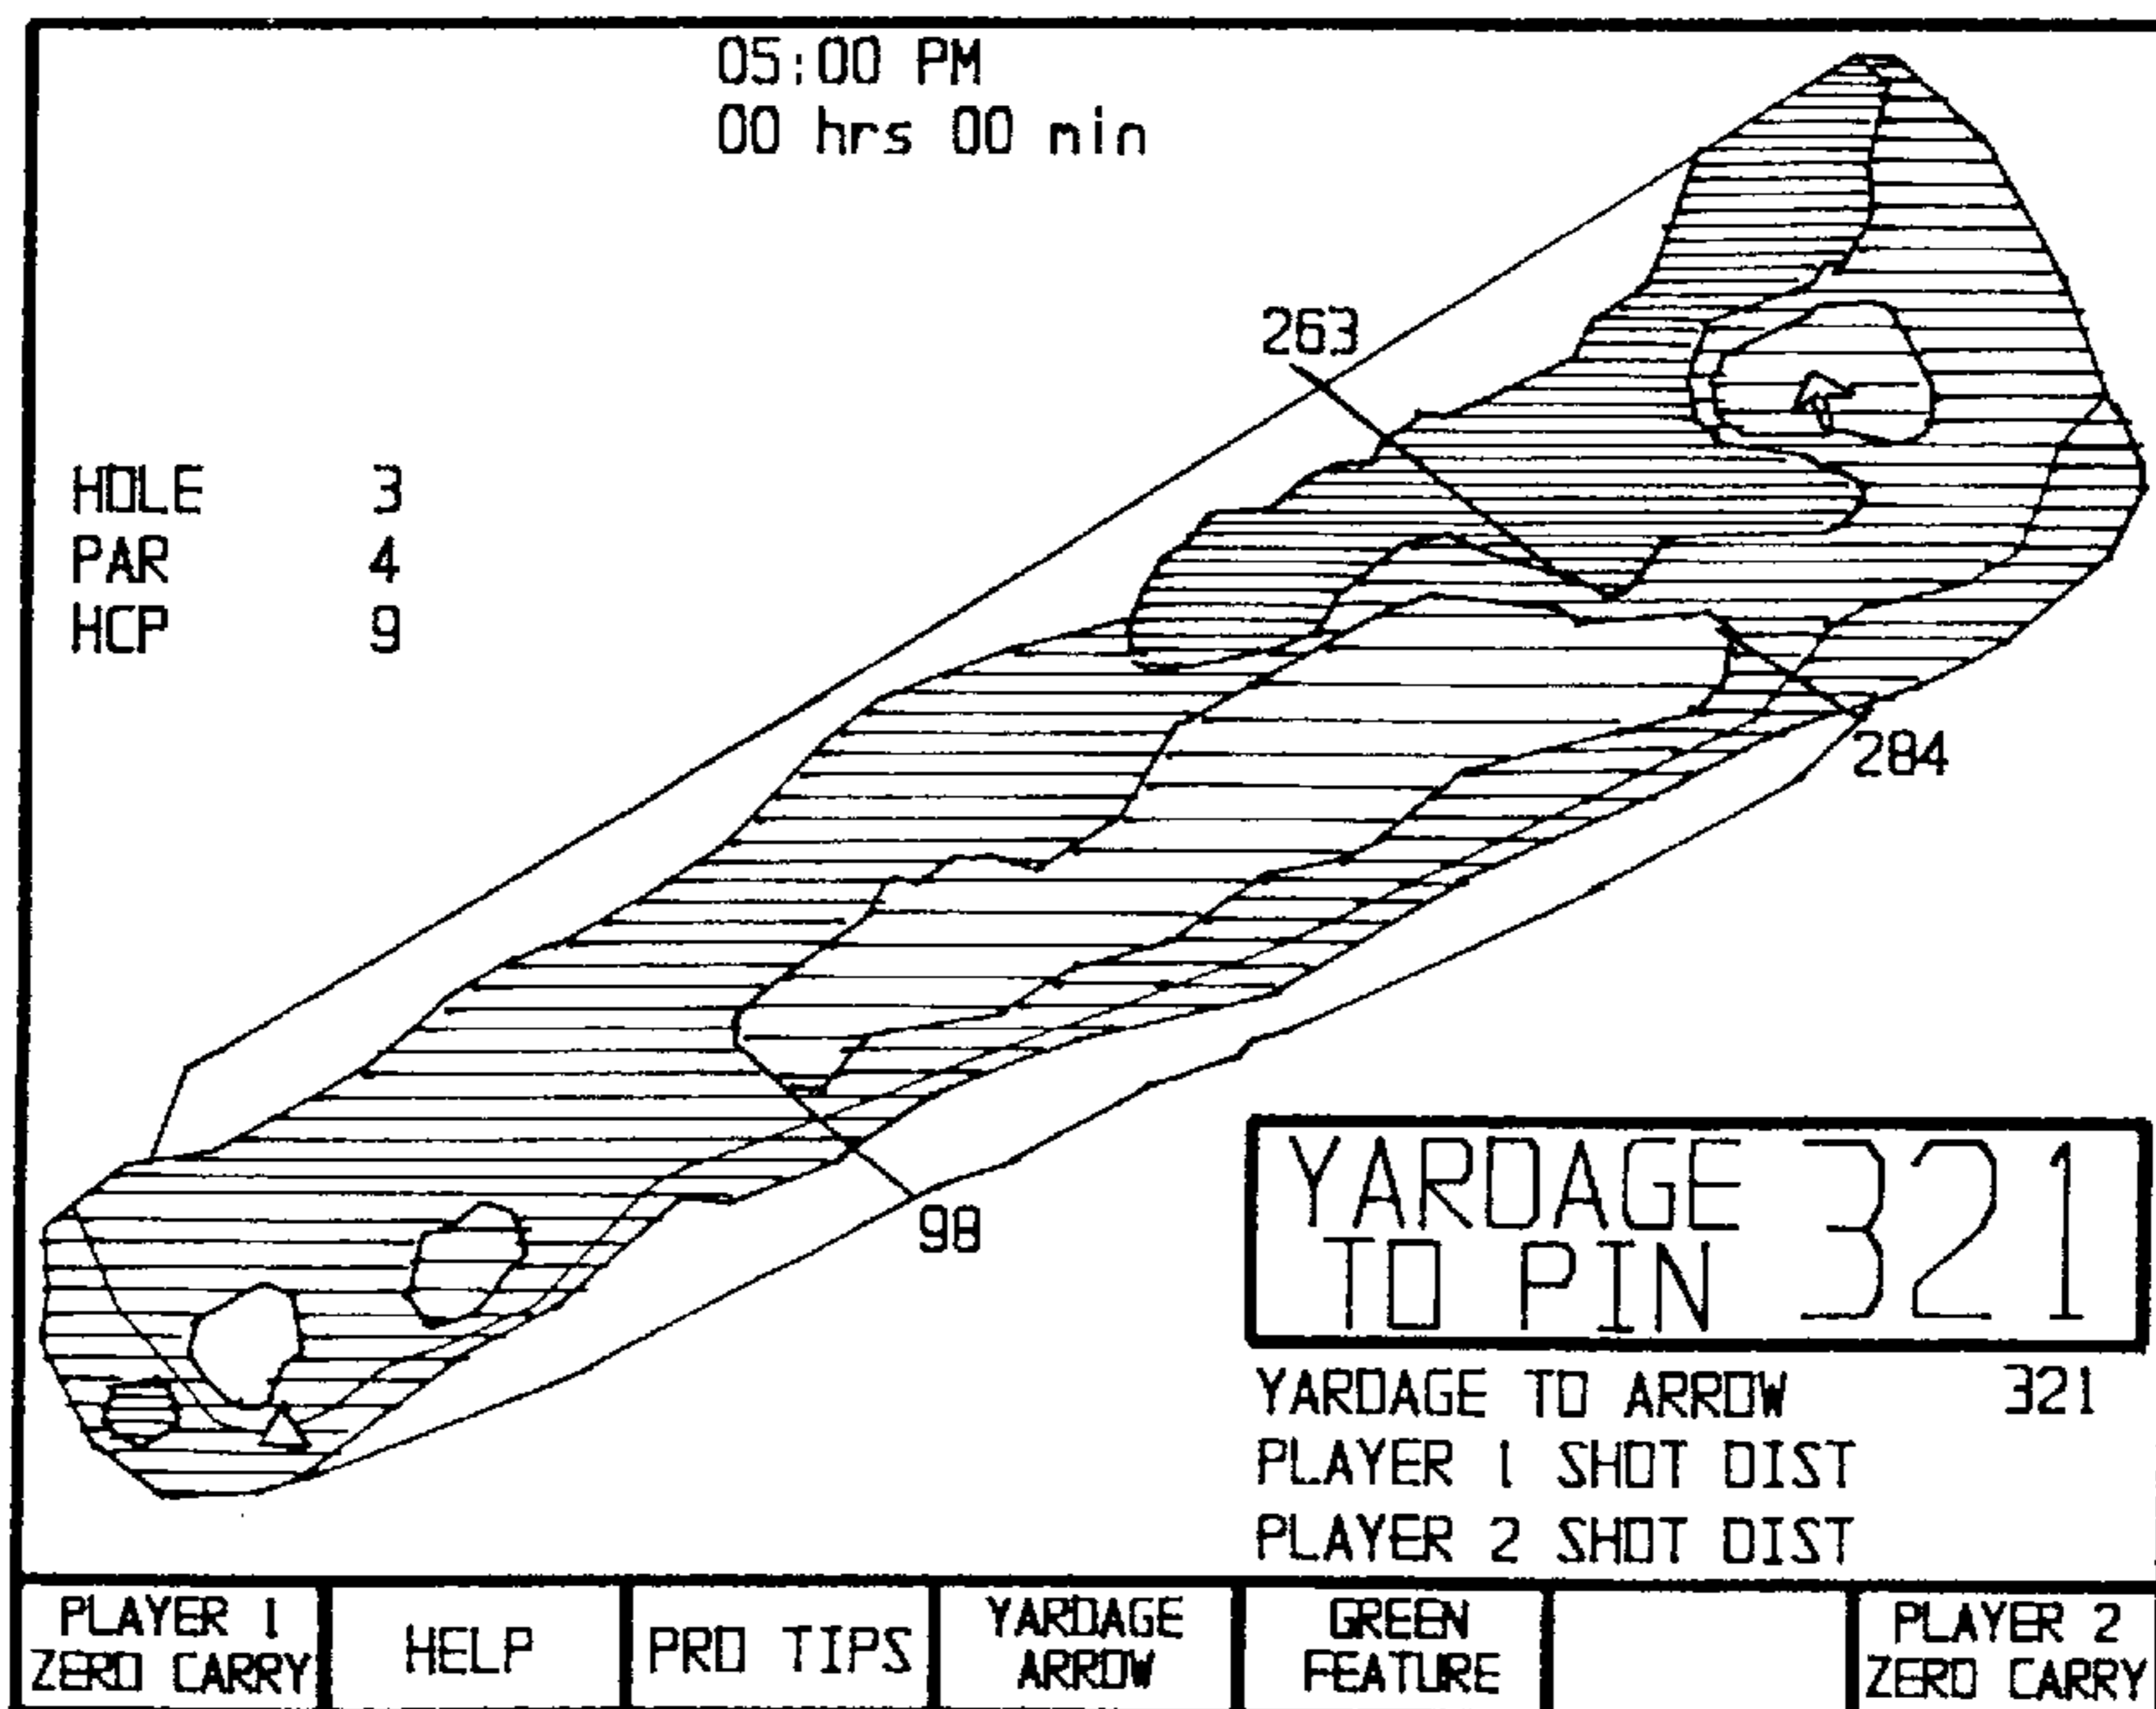 05:00 PM
00 hrs 00 min
263
HOLE 3
PAR 4
HCP 9
284
98
YARDAGE TO PIN 321
YARDAGE TO ARROW 321
PLAYER 1 SHOT DIST
PLAYER 2 SHOT DIST
PLAYER 1 ZERO CARRY
HELP
PRO TIPS
YARDAGE ARROW
GREEN FEATURE
PLAYER 2 ZERO CARRY